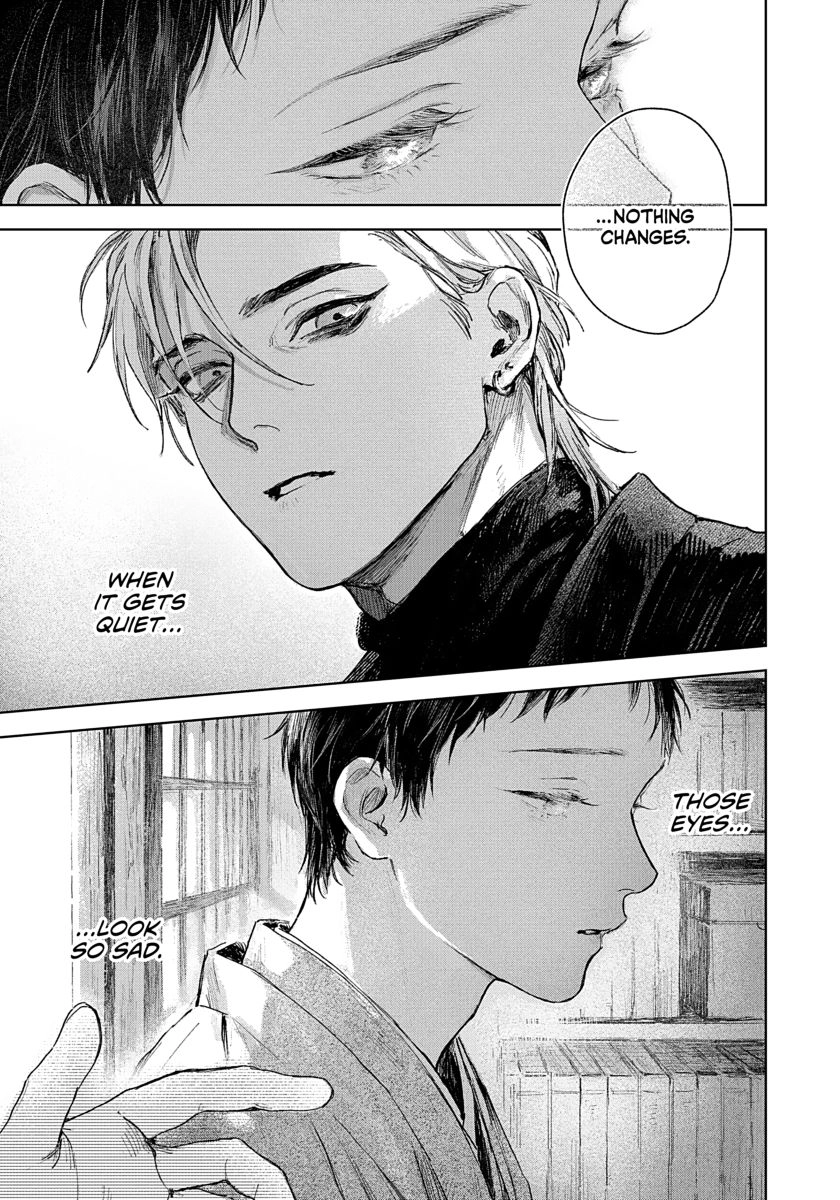 ...NOTHING
CHANGES.
WHEN
IT GETS
QUIET...
THOSE
EYES...
...LOOK
SO SAD.